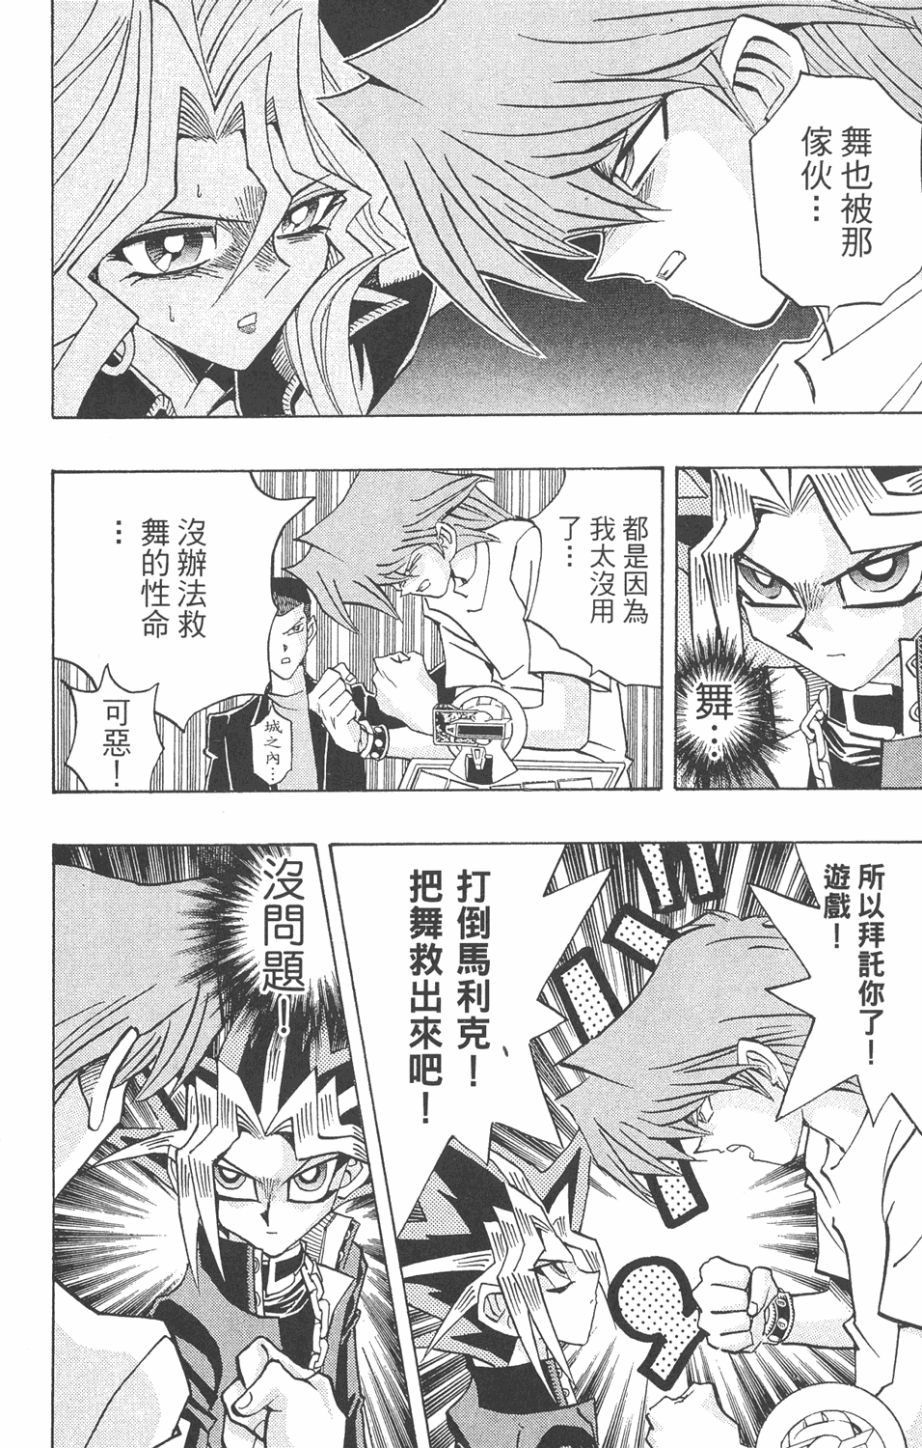 舞也被那
傢伙…
舞…
都是因為
我太沒用
了…
沒辦法救
舞的性命
…
城之內…
可惡！
所以拜託你了！
遊戲！
打倒馬利克！
把舞救出來吧！
沒問題！